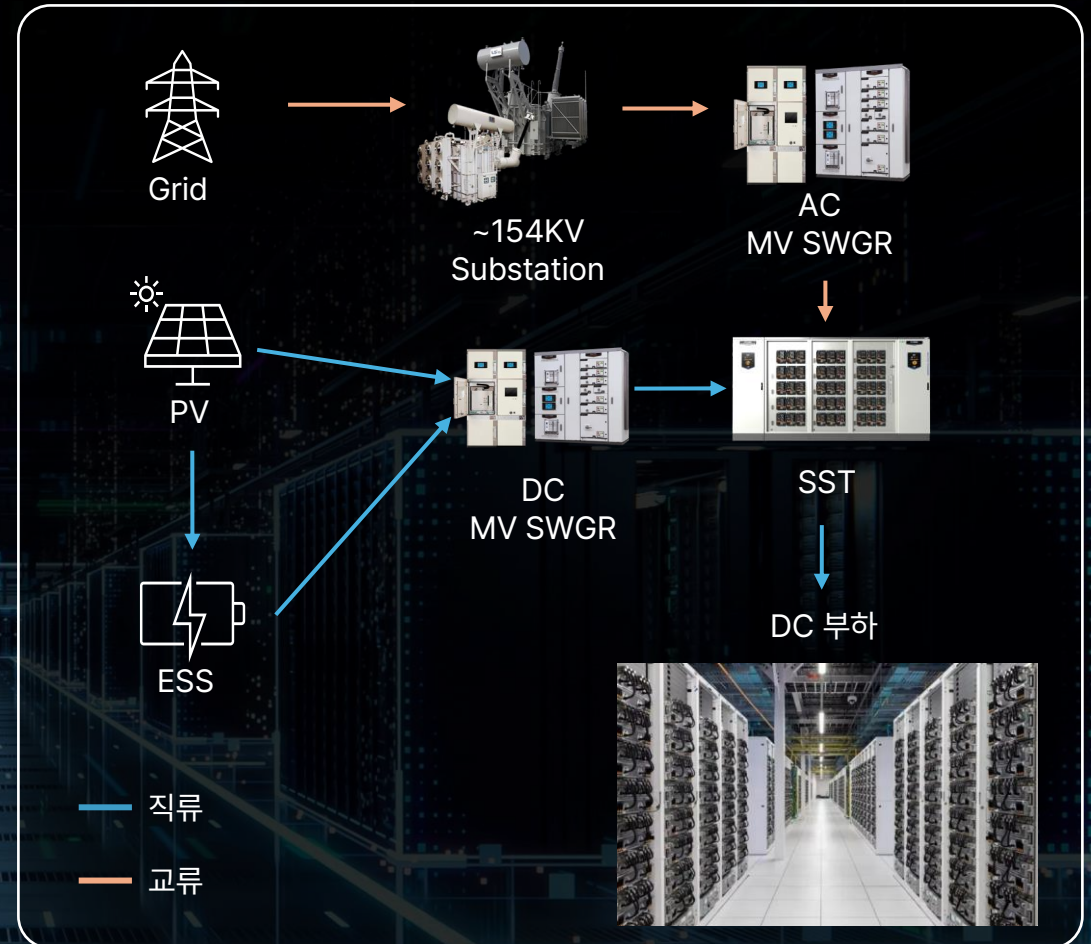 Grid
~154KV
Substation
AC
MV SWGR
PV
DC
MV SWGR
SST
ESS
DC 부하
직류
교류